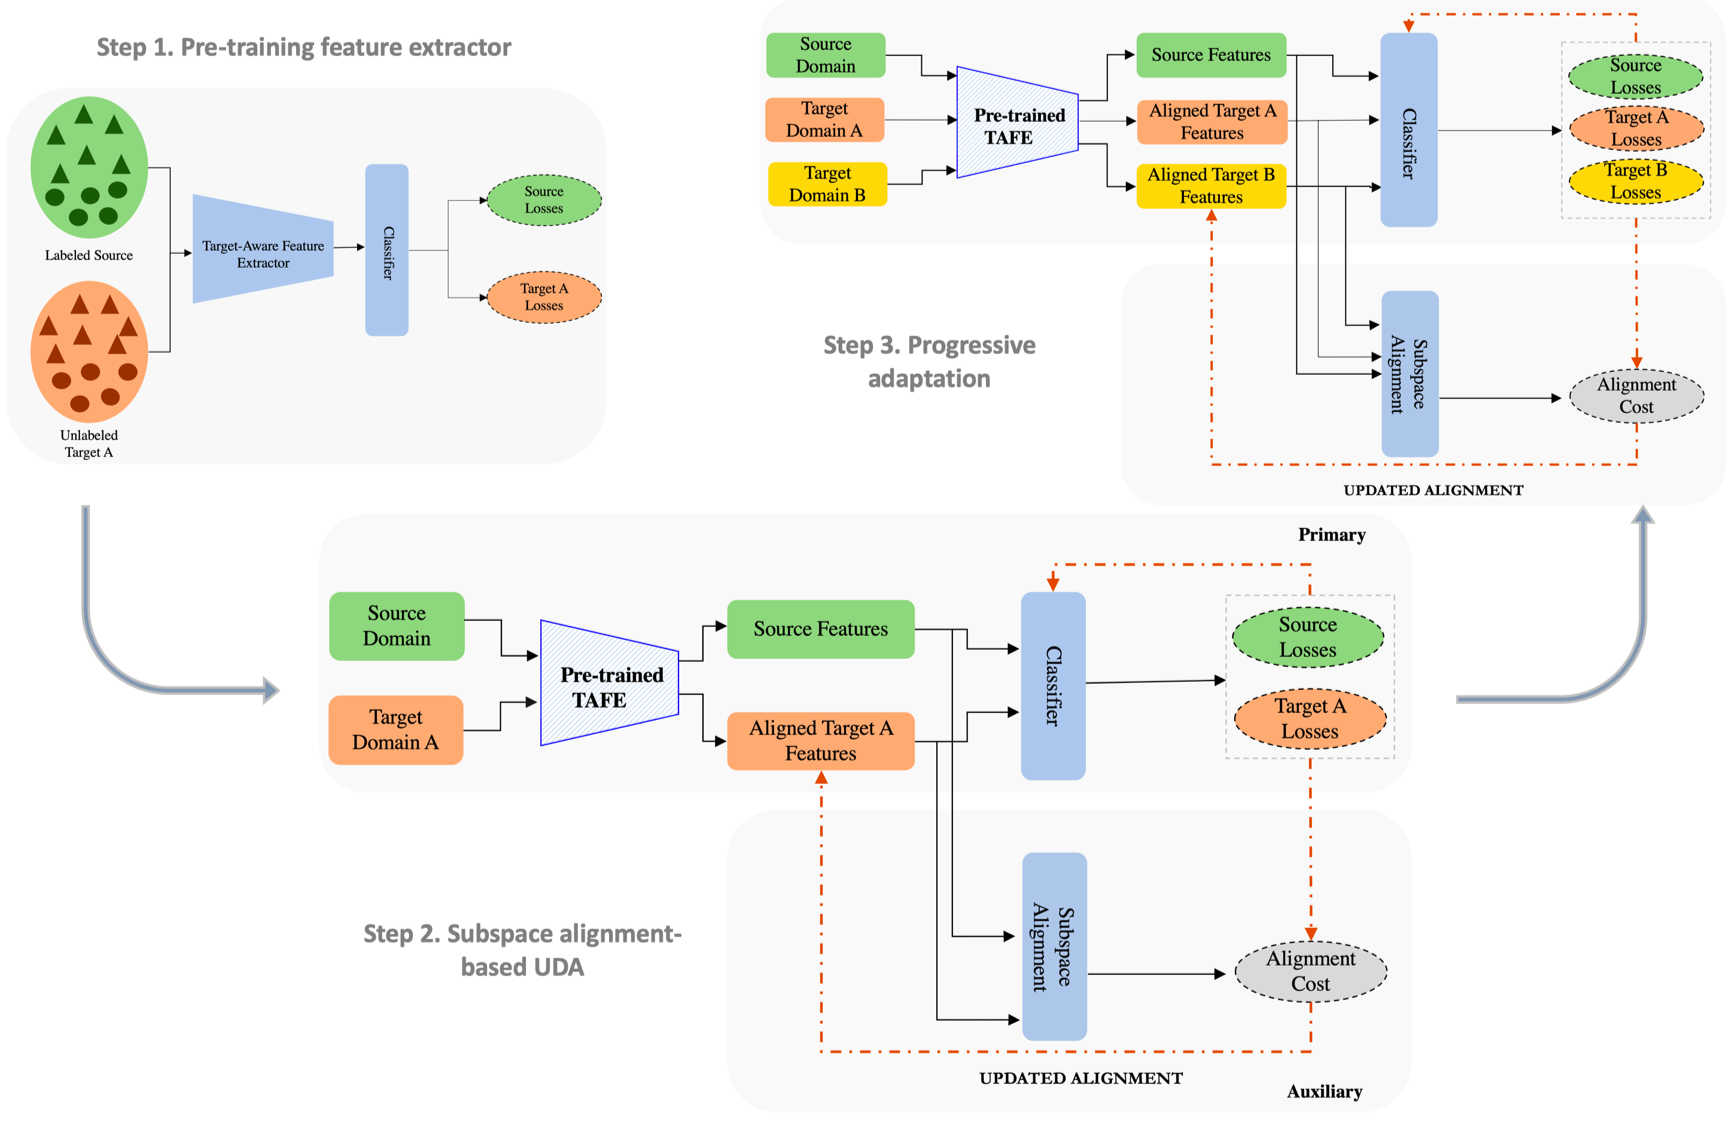 Step 1. Pre-training feature extractor
Labeled Source
Unlabeled
Target A
Target-Aware Feature
Extractor
Classifier
Source
Losses
Target A
Losses
Source
Domain
Target
Domain A
Target
Domain B
Pre-trained
TAFE
Source Features
Aligned Target A
Features
Aligned Target B
Features
Classifier
Source
Losses
Target A
Losses
Target B
Losses
Step 3. Progressive
adaptation
Subspace
Alignment
Alignment
Cost
UPDATED ALIGNMENT
Primary
Source
Domain
Target
Domain A
Pre-trained
TAFE
Source Features
Aligned Target A
Features
Classifier
Source
Losses
Target A
Losses
Step 2. Subspace alignment-
based UDA
Subspace
Alignment
Alignment
Cost
UPDATED ALIGNMENT
Auxiliary